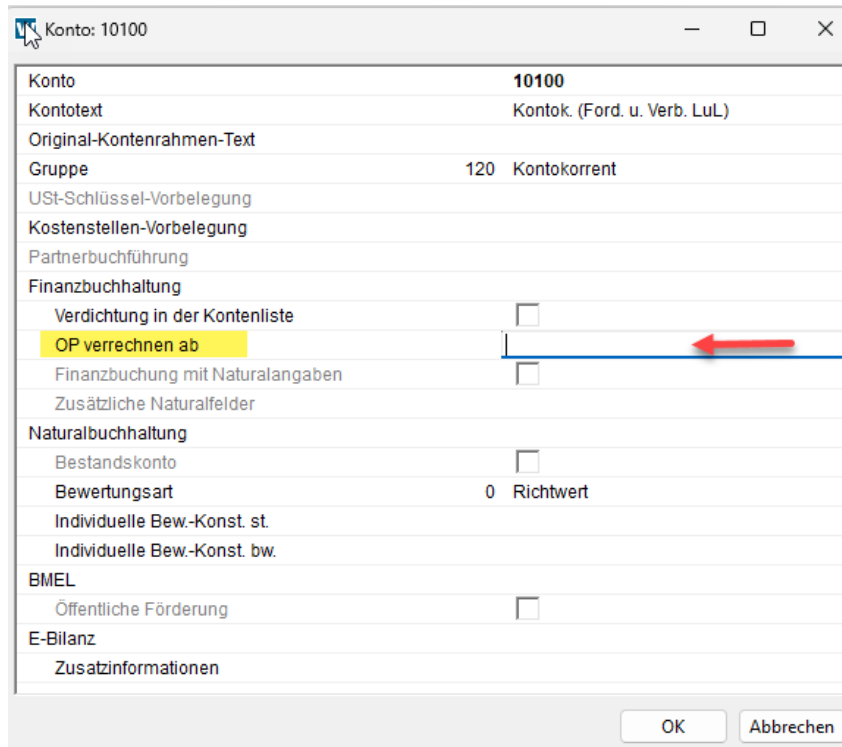 Konto: 10100
Konto 10100
Kontotext Kontok. (Ford. u. Verb. LuL)
Original-Kontenrahmen-Text
Gruppe 120 Kontokorrent
USt-Schlüssel-Vorbelegung
Kostenstellen-Vorbelegung
Partnerbuchführung
Finanzbuchhaltung
Verdichtung in der Kontenliste
OP verrechnen ab
Finanzbuchung mit Naturalangaben
Zusätzliche Naturalfelder
Naturalbuchhaltung
Bestandskonto
Bewertungsart 0 Richtwert
Individuelle Bew.-Konst. st.
Individuelle Bew.-Konst. bw.
BMEL
Öffentliche Förderung
E-Bilanz
Zusatzinformationen
OK Abbrechen